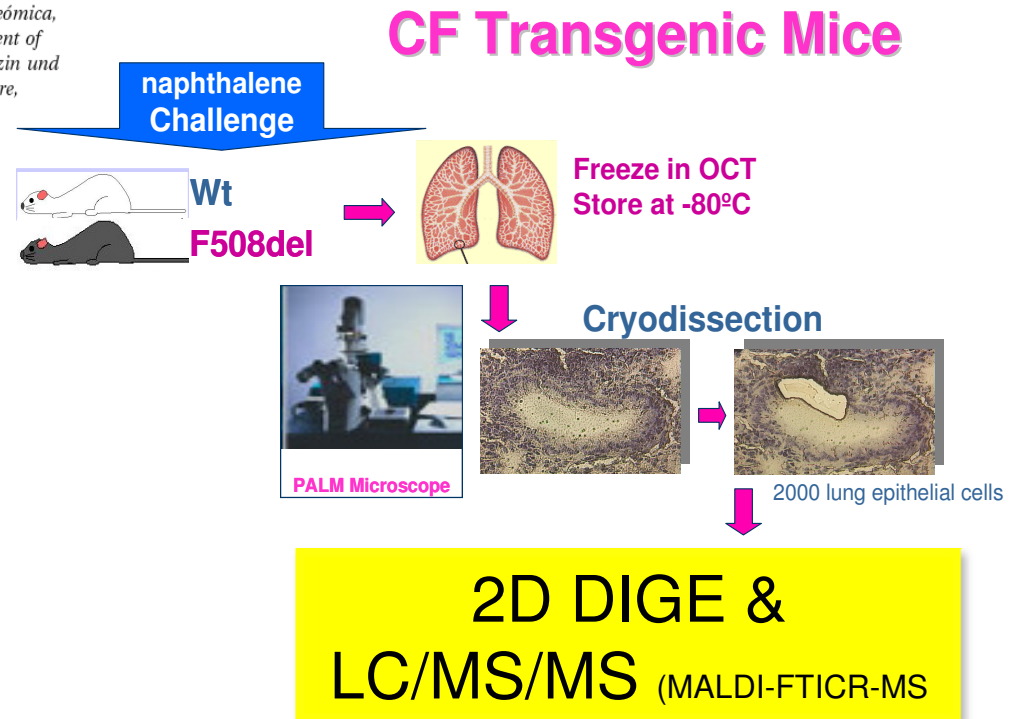 eómica,
ent of
zin und
re,
CF Transgenic Mice
naphthalene
Challenge
Wt
F508del
Freeze in OCT
Store at -80ºC
Cryodissection
PALM Microscope
2000 lung epithelial cells
2D DIGE &
LC/MS/MS (MALDI-FTICR-MS